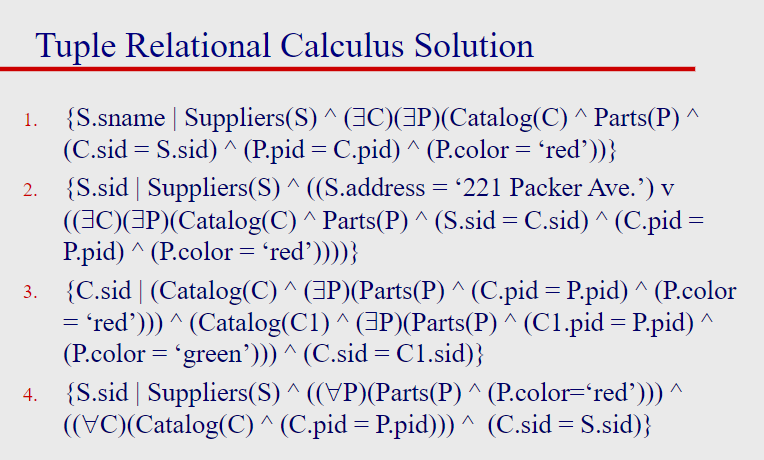 Tuple Relational Calculus Solution
1. {S.sname | Suppliers(S) ^ (∃C)(∃P)(Catalog(C) ^ Parts(P) ^
(C.sid = S.sid) ^ (P.pid = C.pid) ^ (P.color = ‘red’))}
2. {S.sid | Suppliers(S) ^ ((S.address = ‘221 Packer Ave.’) v
((∃C)(∃P)(Catalog(C) ^ Parts(P) ^ (S.sid = C.sid) ^ (C.pid =
P.pid) ^ (P.color = ‘red’))))}
3. {C.sid | (Catalog(C) ^ (∃P)(Parts(P) ^ (C.pid = P.pid) ^ (P.color
= ‘red’))) ^ (Catalog(C1) ^ (∃P)(Parts(P) ^ (C1.pid = P.pid) ^
(P.color = ‘green’))) ^ (C.sid = C1.sid)}
4. {S.sid | Suppliers(S) ^ ((∀P)(Parts(P) ^ (P.color=‘red’))) ^
((∀C)(Catalog(C) ^ (C.pid = P.pid))) ^ (C.sid = S.sid)}